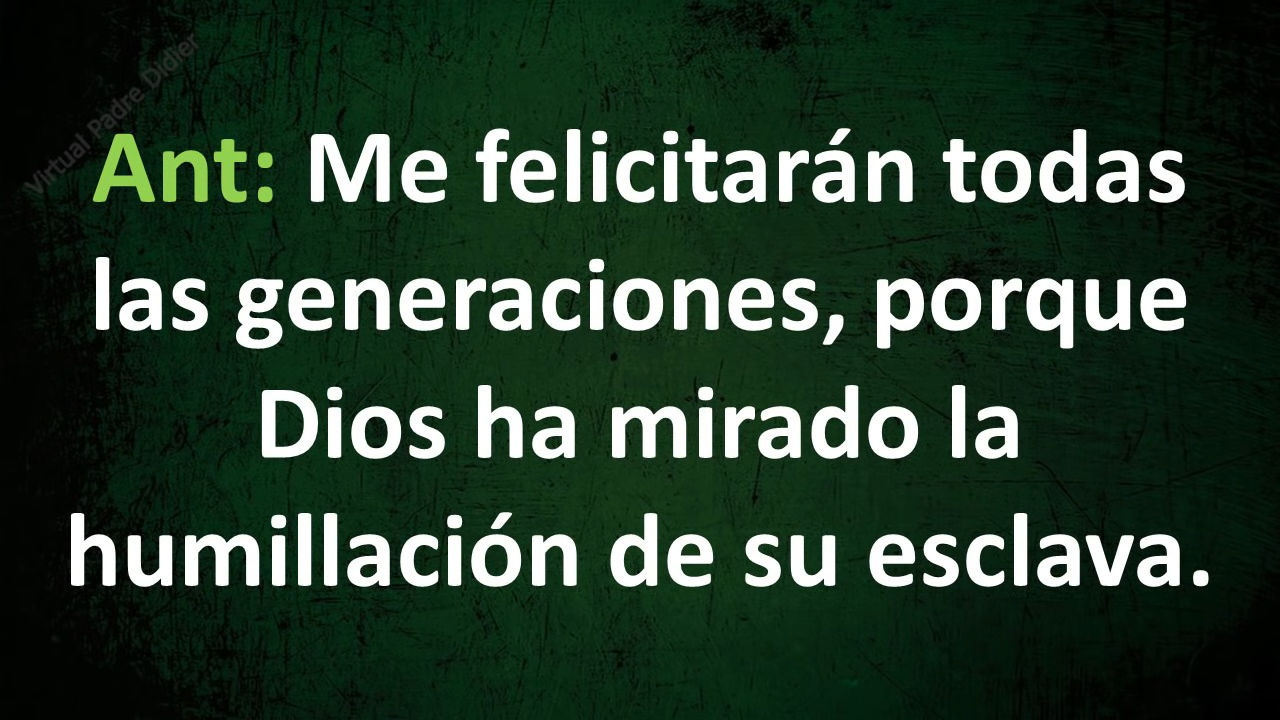 Virtual Padre Didier
Ant: Me felicitarán todas
las generaciones, porque
Dios ha mirado la
humillación de su esclava.